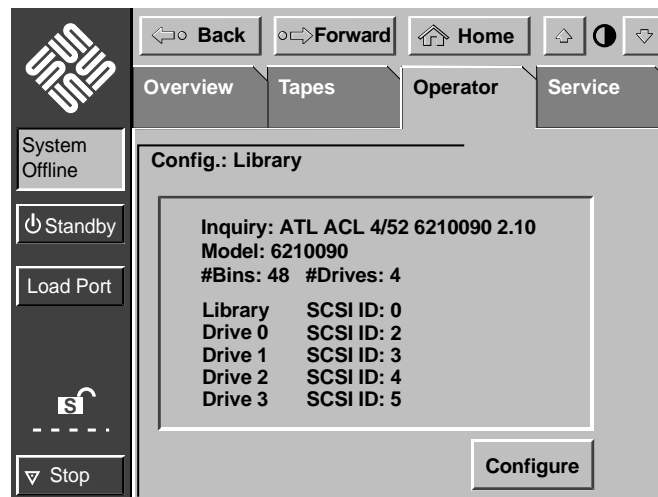 Back Forward Home
Overview Tapes Operator Service
System
Offline
Standby
Load Port
S
Stop
Config.: Library
Inquiry: ATL ACL 4/52 6210090 2.10
Model: 6210090
#Bins: 48 #Drives: 4
Library SCSI ID: 0
Drive 0 SCSI ID: 2
Drive 1 SCSI ID: 3
Drive 2 SCSI ID: 4
Drive 3 SCSI ID: 5
Configure